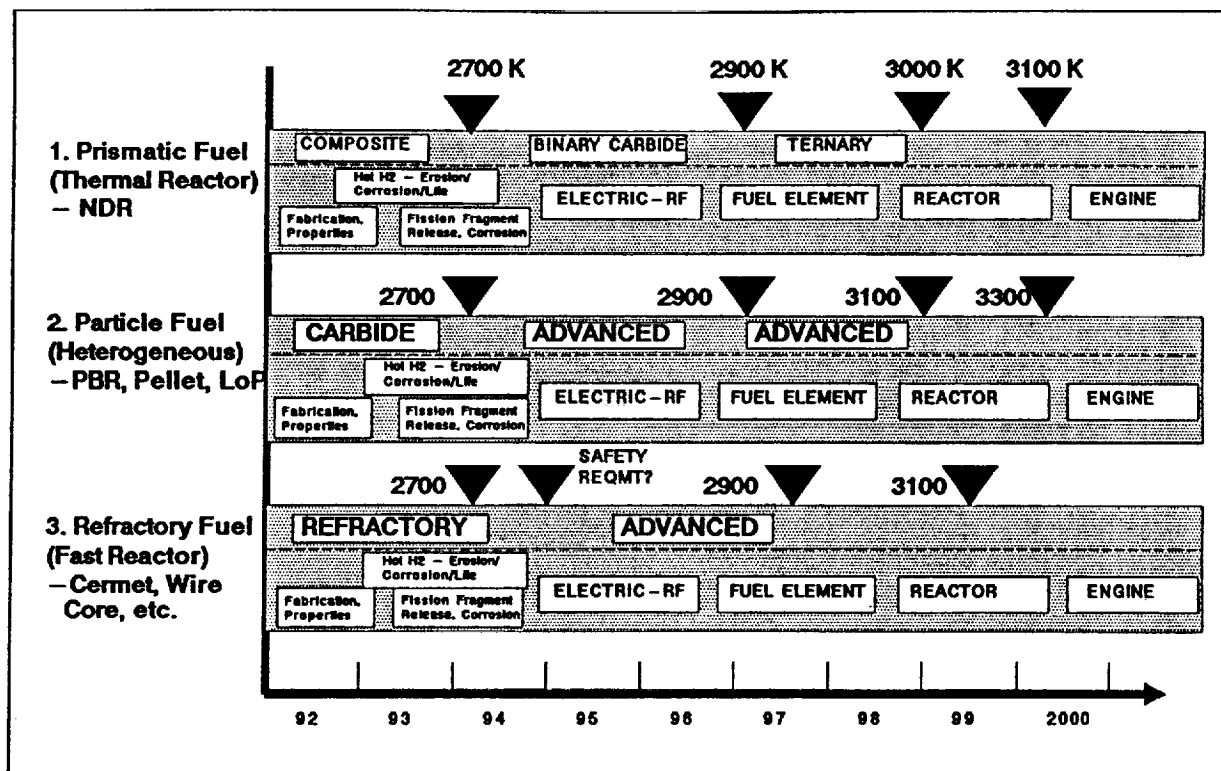 2700 K 2900 K 3000 K 3100 K
1. Prismatic Fuel
(Thermal Reactor)
– NDR
COMPOSITE BINARY CARBIDE TERNARY
Hot H2 – Erosion/
Corrosion/Life
Fabrication,
Properties
Fission Fragment
Release, Corrosion
ELECTRIC–RF FUEL ELEMENT REACTOR ENGINE
2700 2900 3100 3300
2. Particle Fuel
(Heterogeneous)
–PBR, Pellet, LoP
CARBIDE ADVANCED ADVANCED
Hot H2 – Erosion/
Corrosion/Life
Fabrication,
Properties
Fission Fragment
Release, Corrosion
ELECTRIC–RF FUEL ELEMENT REACTOR ENGINE
SAFETY
REQMT?
2700 2900 3100
3. Refractory Fuel
(Fast Reactor)
–Cermet, Wire
Core, etc.
REFRACTORY ADVANCED
Hot H2 – Erosion/
Corrosion/Life
Fabrication,
Properties
Fission Fragment
Release, Corrosion
ELECTRIC–RF FUEL ELEMENT REACTOR ENGINE
92 93 94 95 96 97 98 99 2000